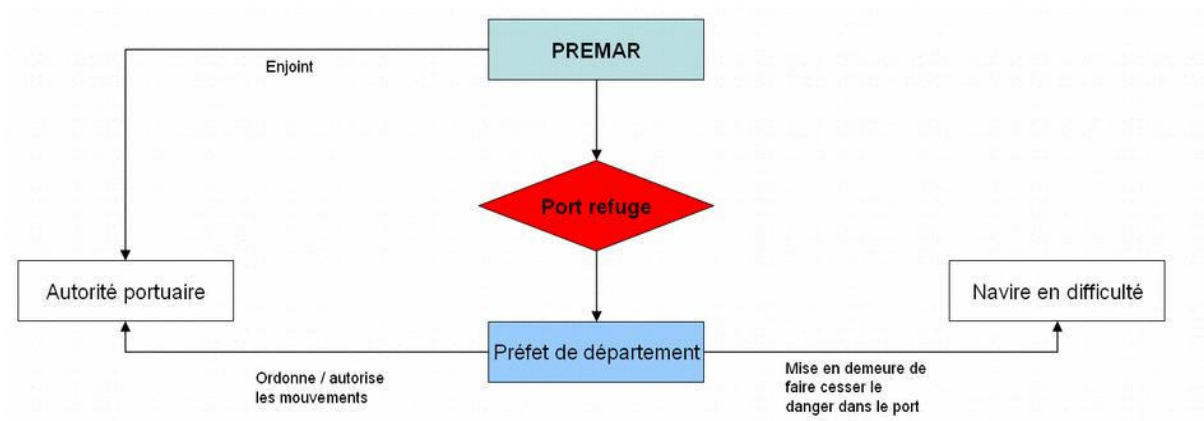 PREMAR
Enjoint
Port refuge
Autorité portuaire
Navire en difficulté
Préfet de département
Ordonne / autorise
les mouvements
Mise en demeure de
faire cesser le
danger dans le port